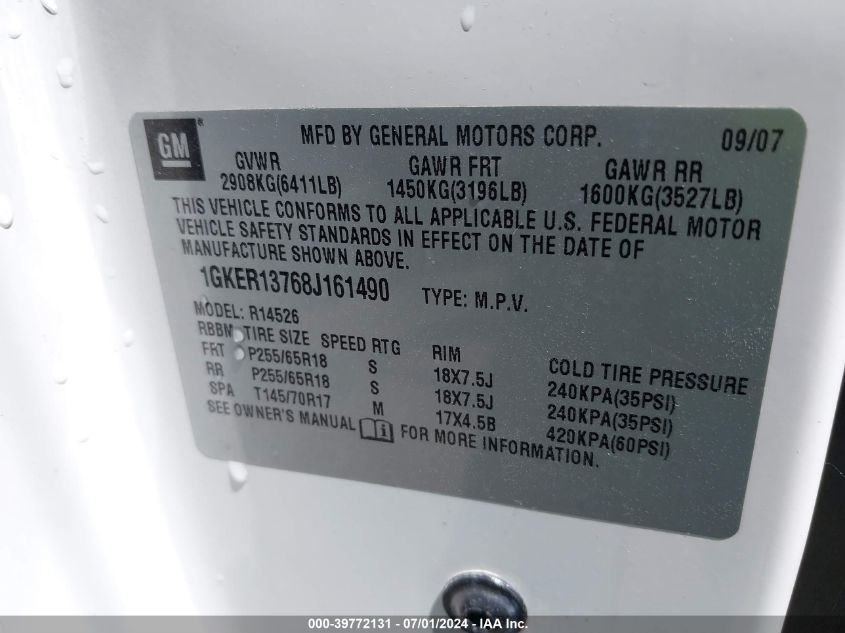 GM® MFD BY GENERAL MOTORS CORP. 09/07
GVWR GAWR FRT GAWR RR
2908KG(6411LB) 1450KG(3196LB) 1600KG(3527LB)
THIS VEHICLE CONFORMS TO ALL APPLICABLE U.S. FEDERAL MOTOR
VEHICLE SAFETY STANDARDS IN EFFECT ON THE DATE OF
MANUFACTURE SHOWN ABOVE.
1GKER13768J161490 TYPE: M.P.V.
MODEL: R14526
RBBN TIRE SIZE SPEED RTG RIM COLD TIRE PRESSURE
FRT P255/65R18 S 18X7.5J 240KPA(35PSI)
RR P255/65R18 S 18X7.5J 240KPA(35PSI)
SPA T145/70R17 M 17X4.5B 420KPA(60PSI)
SEE OWNER'S MANUAL i FOR MORE INFORMATION.
000-39772131 - 07/01/2024 - IAA Inc.